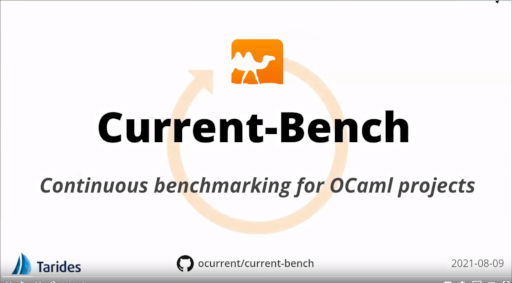 Current-Bench
Continuous benchmarking for OCaml projects
Tarides
ocurrent/current-bench
2021-08-09